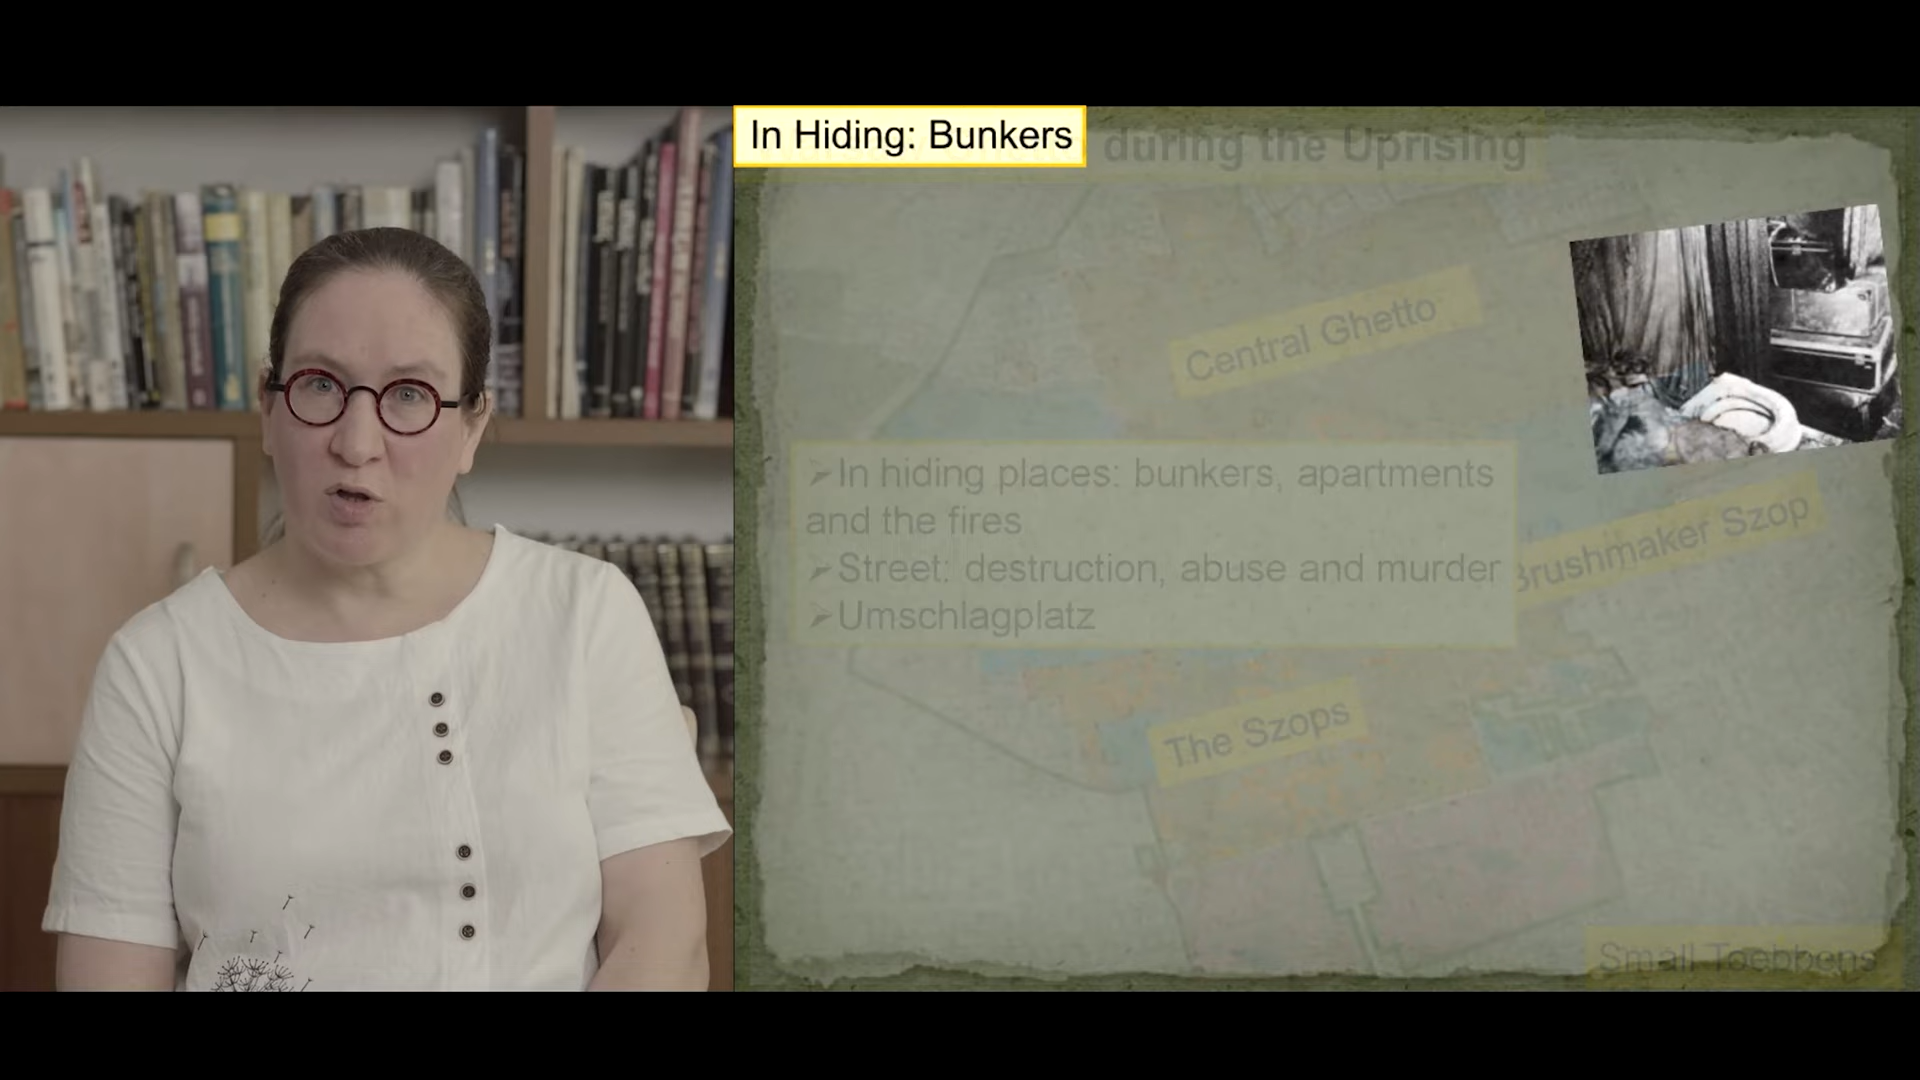 In Hiding: Bunkers
during the Uprising
Central Ghetto
➢In hiding places: bunkers, apartments
and the fires
➢Street: destruction, abuse and murder
➢Umschlagplatz
Brushmaker Szop
The Szops
Small Toebbens